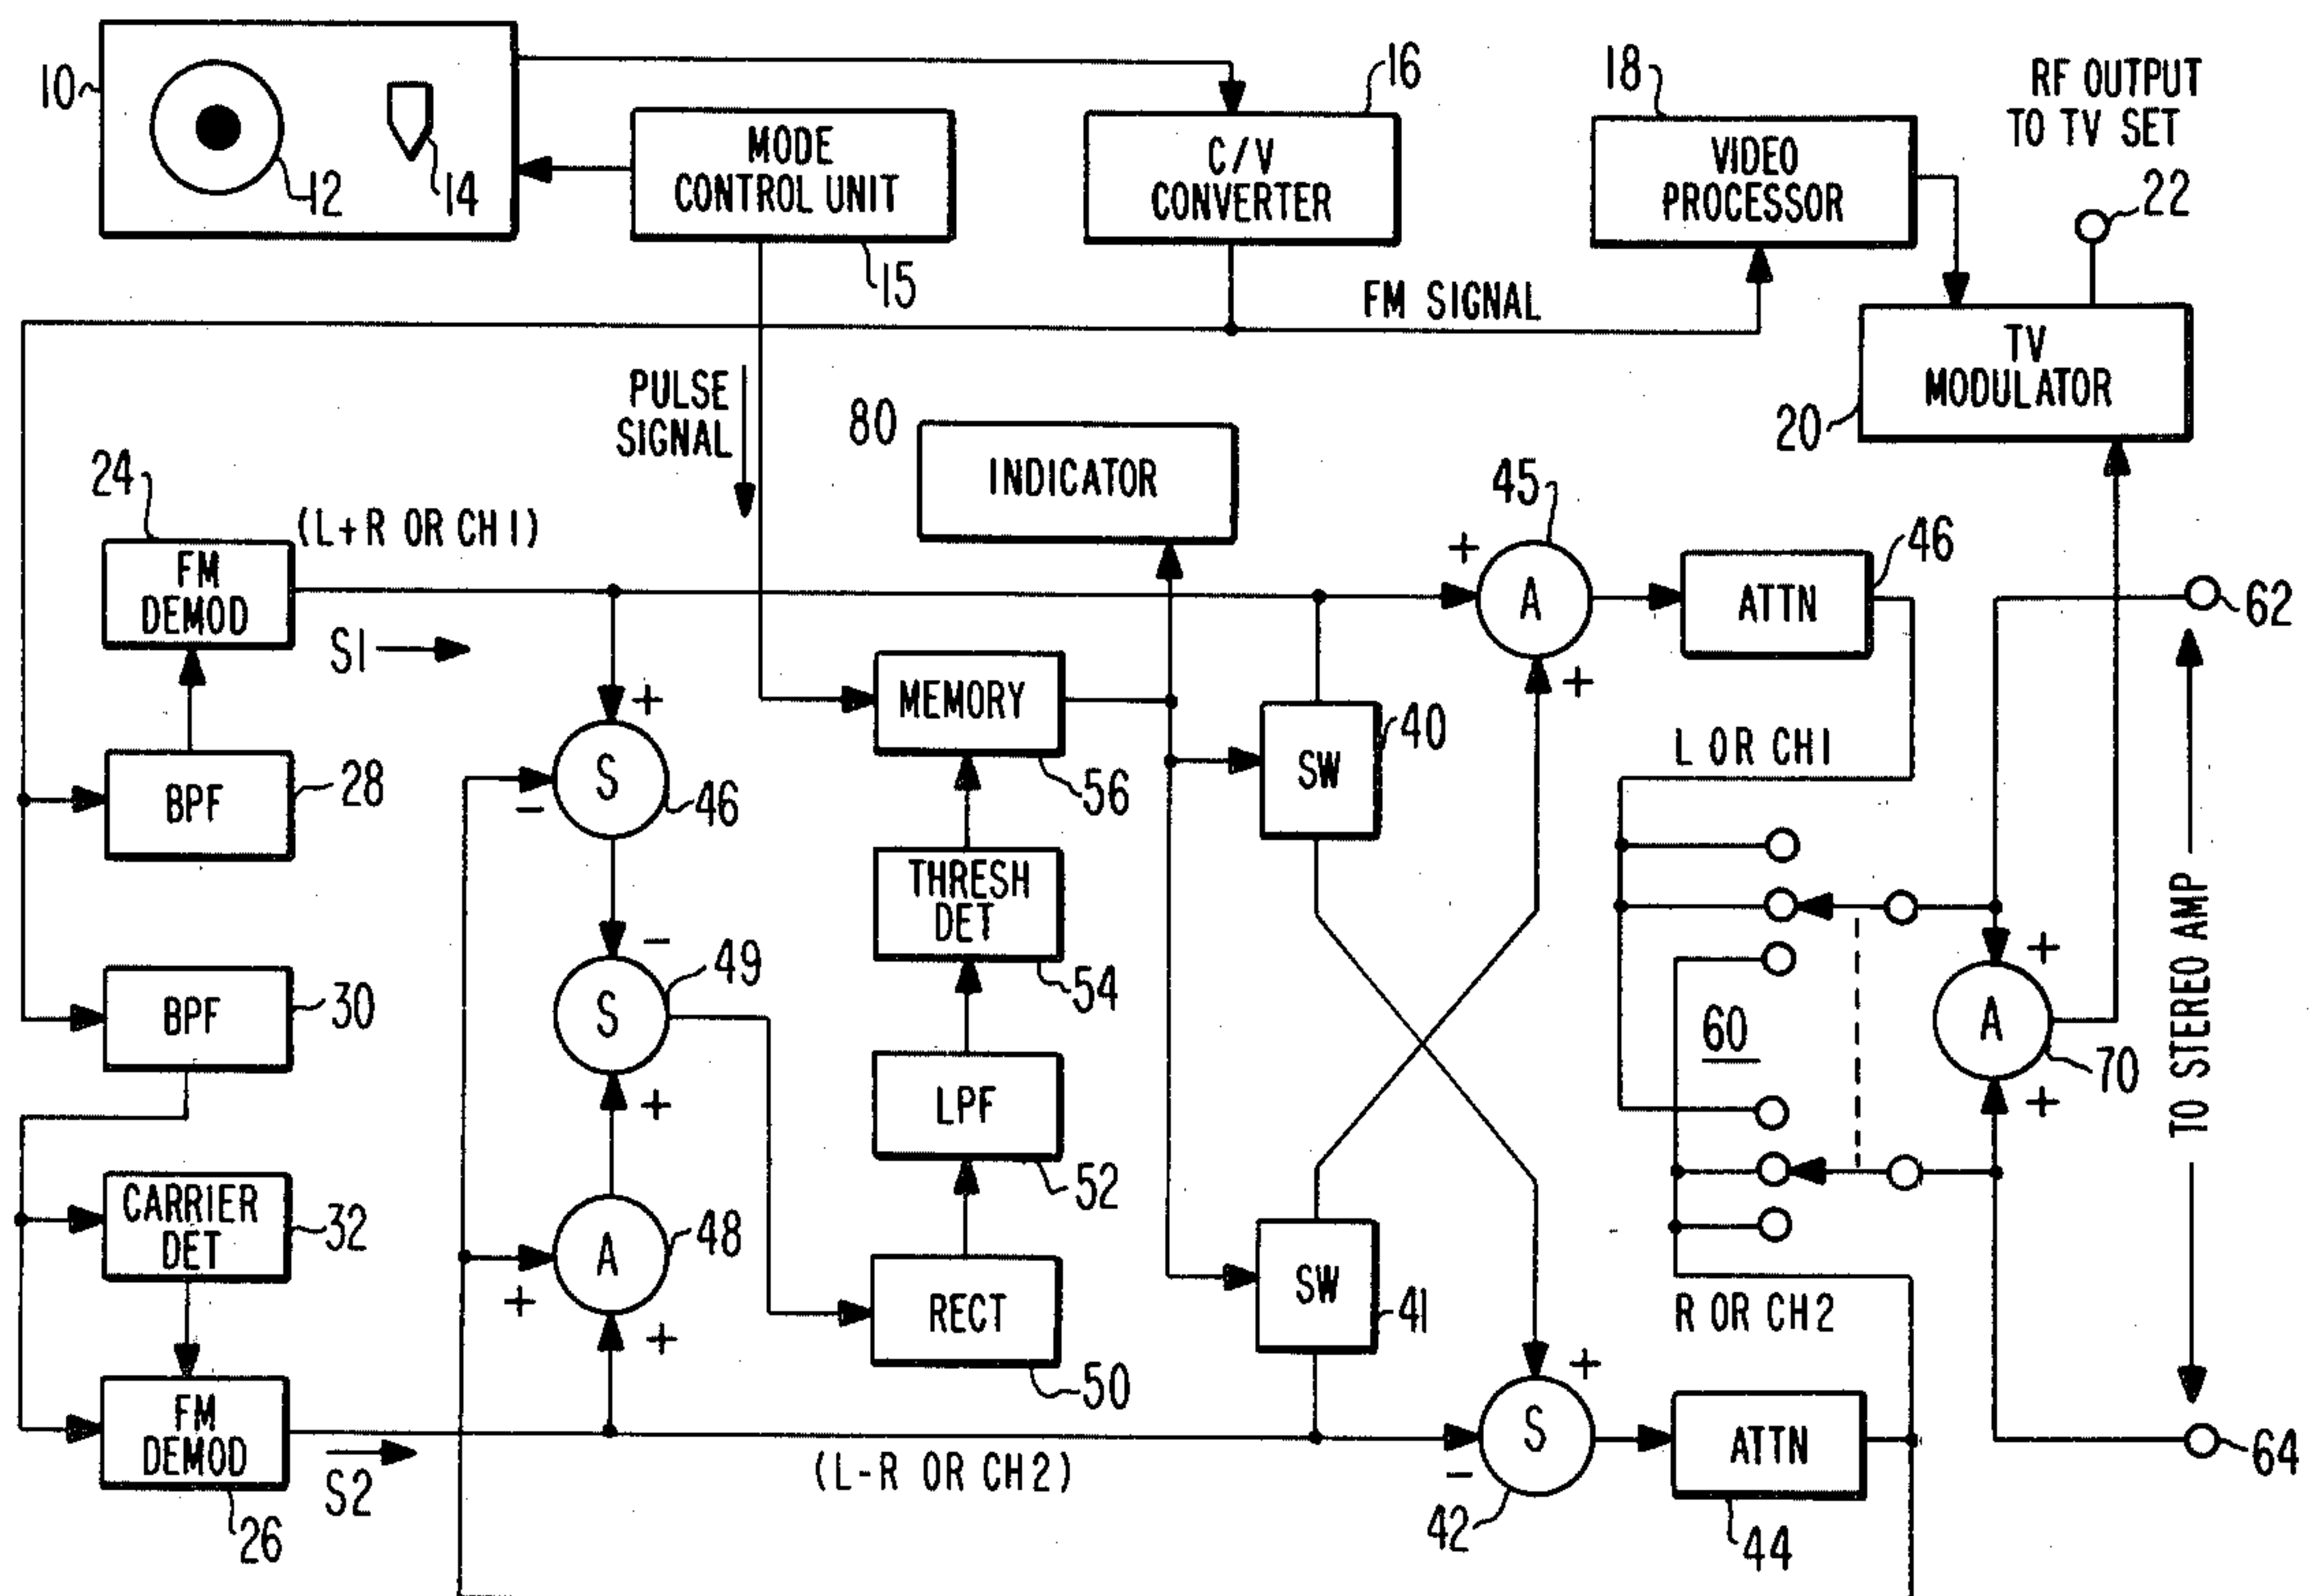 10
12
14
MODE
CONTROL UNIT
15
C/V
CONVERTER
16
18
VIDEO
PROCESSOR
RF OUTPUT
TO TV SET
22
FM SIGNAL
TV
MODULATOR
20
PULSE
SIGNAL
80
INDICATOR
24
FM
DEMOD
(L+R OR CH1)
S1
45
+
A
+
ATTN
46
62
MEMORY
56
+
S
-
46
SW
40
L OR CH1
BPF
28
THRESH
DET
54
-
S
49
+
BPF
30
LPF
52
60
+
A
70
+
TO STEREO AMP
CARRIER
DET
32
A
48
+
+
RECT
50
SW
41
R OR CH2
FM
DEMOD
26
S2
(L-R OR CH2)
+
S
-
42
ATTN
44
64